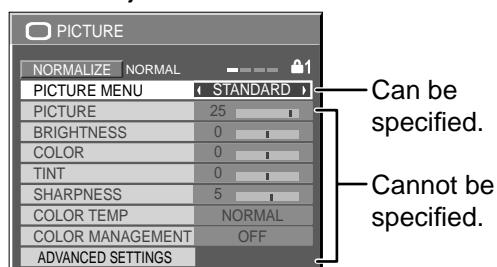 PICTURE
NORMALIZE NORMAL 1
PICTURE MENU STANDARD
PICTURE 25
BRIGHTNESS 0
COLOR 0
TINT 0
SHARPNESS 5
COLOR TEMP NORMAL
COLOR MANAGEMENT OFF
ADVANCED SETTINGS
Can be
specified.
Cannot be
specified.